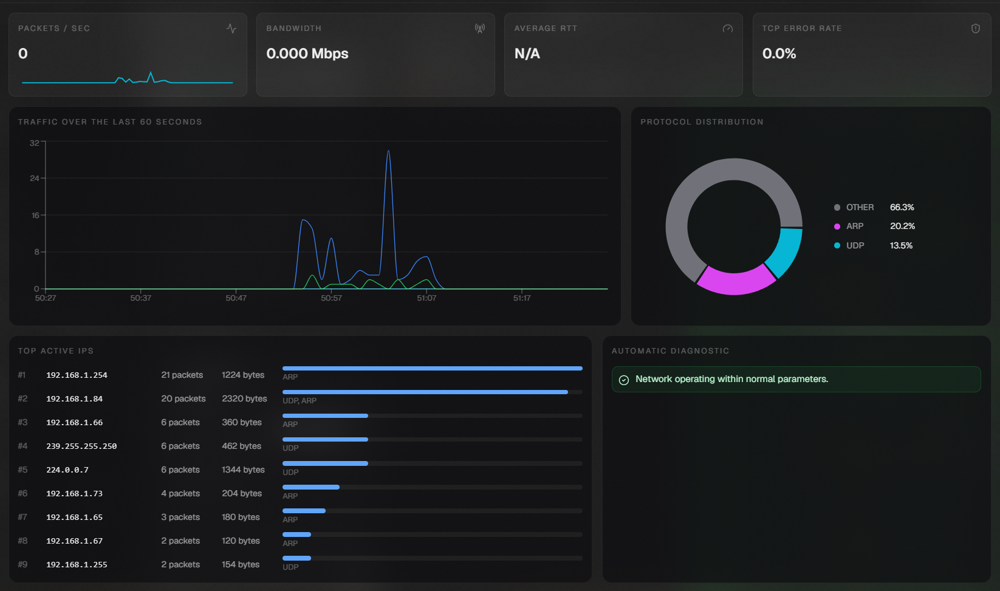 PACKETS / SEC
0
BANDWIDTH
0.000 Mbps
AVERAGE RTT
N/A
TCP ERROR RATE
0.0%
TRAFFIC OVER THE LAST 60 SECONDS
32
24
16
8
0
50:27 50:37 50:47 50:57 51:07 51:17
PROTOCOL DISTRIBUTION
OTHER 66.3%
ARP 20.2%
UDP 13.5%
TOP ACTIVE IPS
#1 192.168.1.254 21 packets 1224 bytes
ARP
#2 192.168.1.84 20 packets 2320 bytes
UDP, ARP
#3 192.168.1.66 6 packets 360 bytes
ARP
#4 239.255.255.250 6 packets 462 bytes
UDP
#5 224.0.0.7 6 packets 1344 bytes
UDP
#6 192.168.1.73 4 packets 204 bytes
ARP
#7 192.168.1.65 3 packets 180 bytes
ARP
#8 192.168.1.67 2 packets 120 bytes
ARP
#9 192.168.1.255 2 packets 154 bytes
UDP
AUTOMATIC DIAGNOSTIC
Network operating within normal parameters.